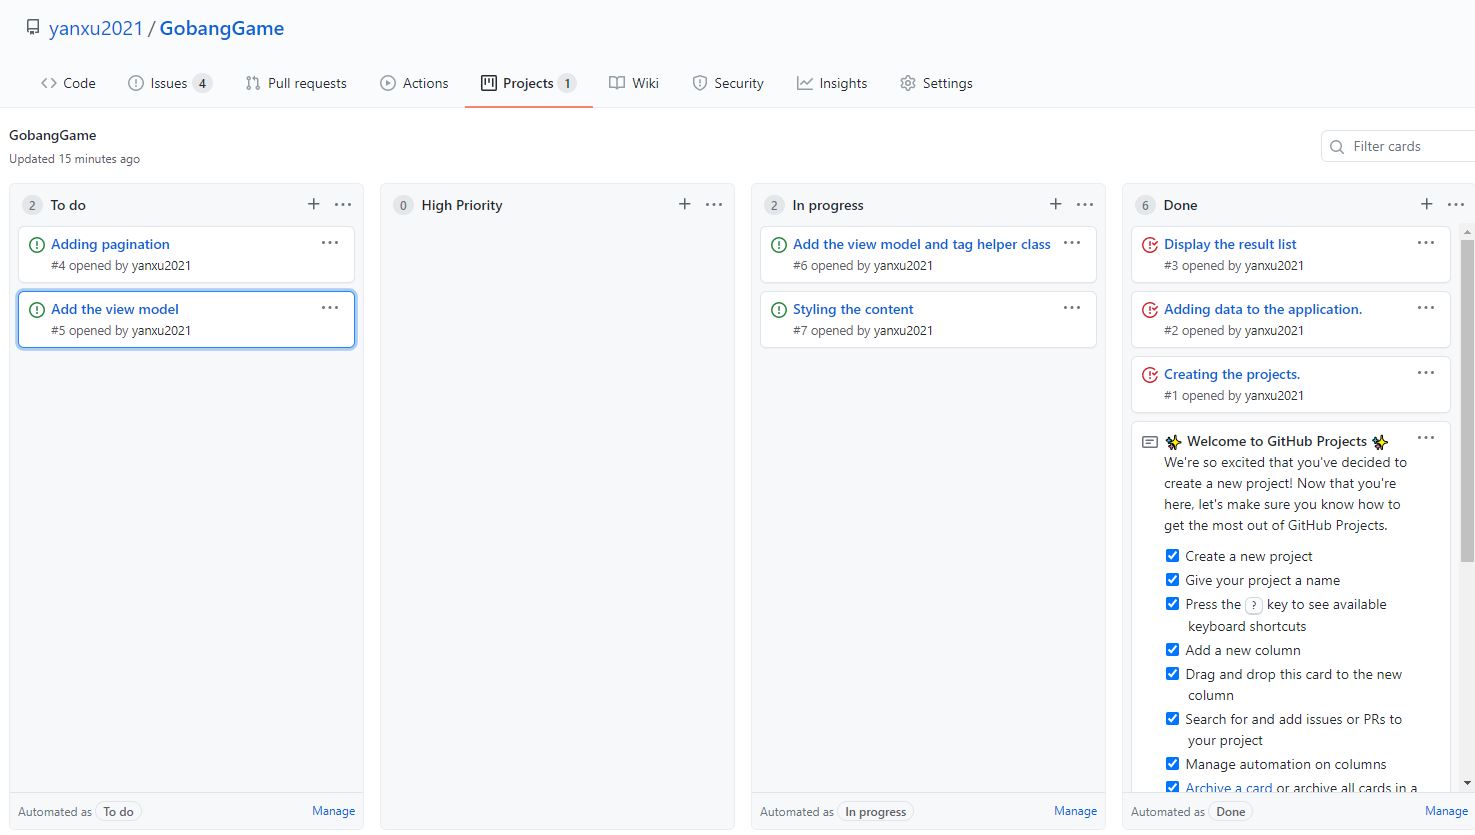 yanxu2021 / GobangGame
Code Issues 4 Pull requests Actions Projects 1 Wiki Security Insights Settings
GobangGame
Updated 15 minutes ago
Filter cards
2 To do
Adding pagination
#4 opened by yanxu2021
Add the view model
#5 opened by yanxu2021
Automated as To do Manage
0 High Priority
2 In progress
Add the view model and tag helper class
#6 opened by yanxu2021
Styling the content
#7 opened by yanxu2021
Automated as In progress Manage
6 Done
Display the result list
#3 opened by yanxu2021
Adding data to the application.
#2 opened by yanxu2021
Creating the projects.
#1 opened by yanxu2021
✨ Welcome to GitHub Projects ✨
We're so excited that you've decided to
create a new project! Now that you're
here, let's make sure you know how to
get the most out of GitHub Projects.
Create a new project
Give your project a name
Press the ? key to see available
keyboard shortcuts
Add a new column
Drag and drop this card to the new
column
Search for and add issues or PRs to
your project
Manage automation on columns
Archive a card or archive all cards in a
Automated as Done Manage